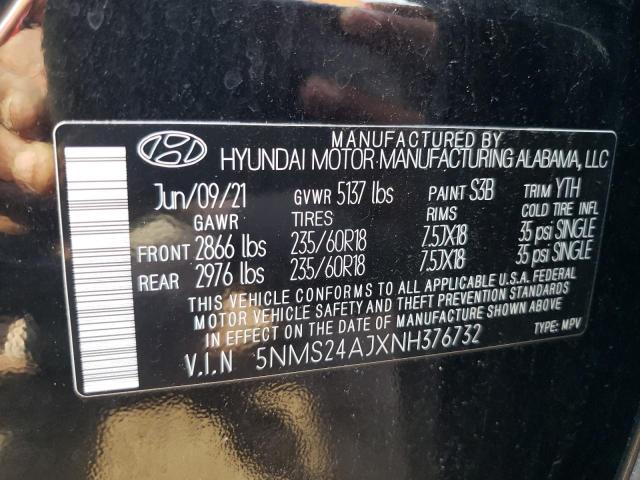 MANUFACTURED BY
HYUNDAI MOTOR MANUFACTURING ALABAMA, LLC
Jun/09/21 GVWR 5137 lbs PAINT S3B TRIM YTH
GAWR TIRES RIMS COLD TIRE INFL
FRONT 2866 lbs 235/60R18 7.5JX18 35 psi SINGLE
REAR 2976 lbs 235/60R18 7.5JX18 35 psi SINGLE
THIS VEHICLE CONFORMS TO ALL APPLICABLE U.S.A. FEDERAL
MOTOR VEHICLE SAFETY AND THEFT PREVENTION STANDARDS
IN EFFECT ON THE DATE OF MANUFACTURE SHOWN ABOVE
V.I.N 5NMS24AJXNH376732 TYPE: MPV